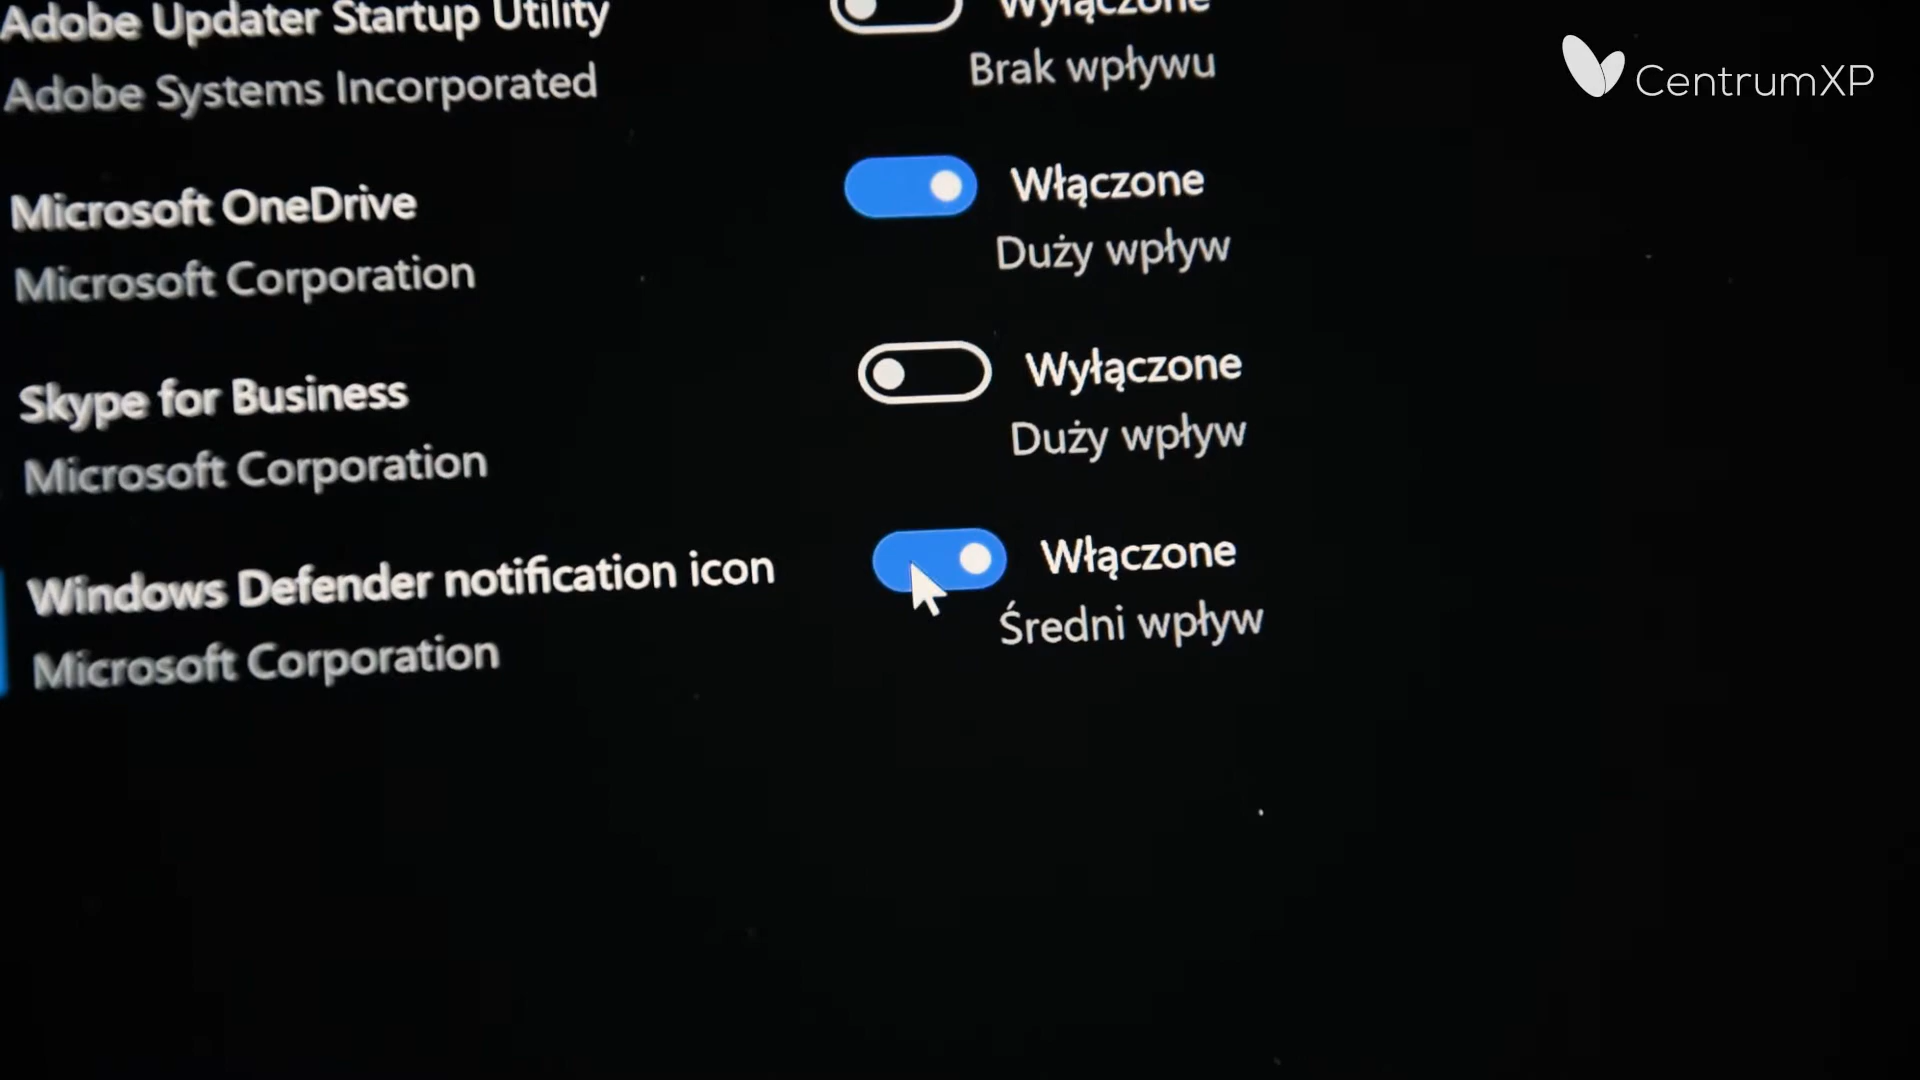 Adobe Updater Startup Utility
Wyłączone
Adobe Systems Incorporated
Brak wpływu
CentrumXP
Microsoft OneDrive
Włączone
Microsoft Corporation
Duży wpływ
Skype for Business
Wyłączone
Microsoft Corporation
Duży wpływ
Windows Defender notification icon
Włączone
Microsoft Corporation
Średni wpływ